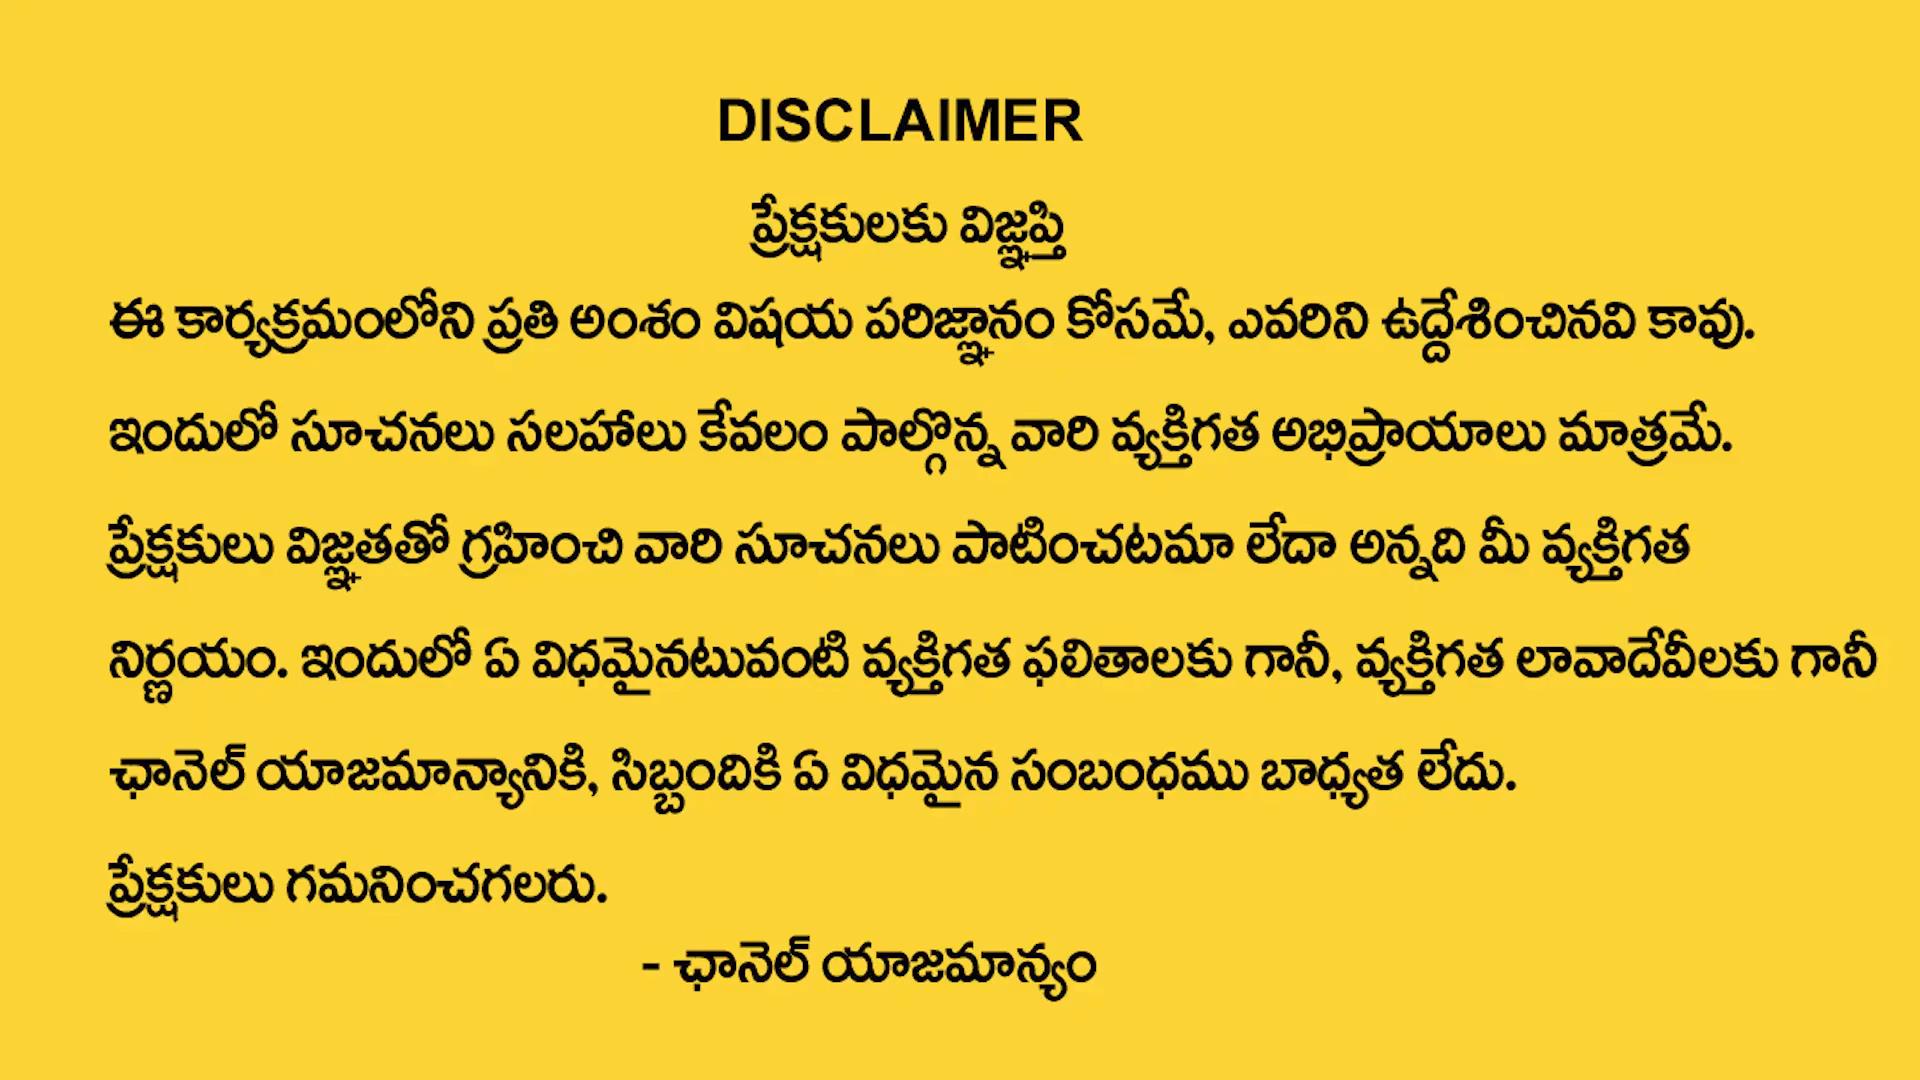 DISCLAIMER
ప్రేక్షకులకు విజ్ఞప్తి
ఈ కార్యక్రమంలోని ప్రతి అంశం విషయ పరిజ్ఞానం కోసమే, ఎవరిని ఉద్దేశించినవి కావు.
ఇందులో సూచనలు సలహాలు కేవలం పాల్గొన్న వారి వ్యక్తిగత అభిప్రాయాలు మాత్రమే.
ప్రేక్షకులు విజ్ఞతతో గ్రహించి వారి సూచనలు పాటించటమా లేదా అన్నది మీ వ్యక్తిగత
నిర్ణయం. ఇందులో ఏ విధమైనటువంటి వ్యక్తిగత ఫలితాలకు గానీ, వ్యక్తిగత లావాదేవీలకు గానీ
ఛానెల్ యాజమాన్యానికి, సిబ్బందికి ఏ విధమైన సంబంధము బాధ్యత లేదు.
ప్రేక్షకులు గమనించగలరు.
- ఛానెల్ యాజమాన్యం